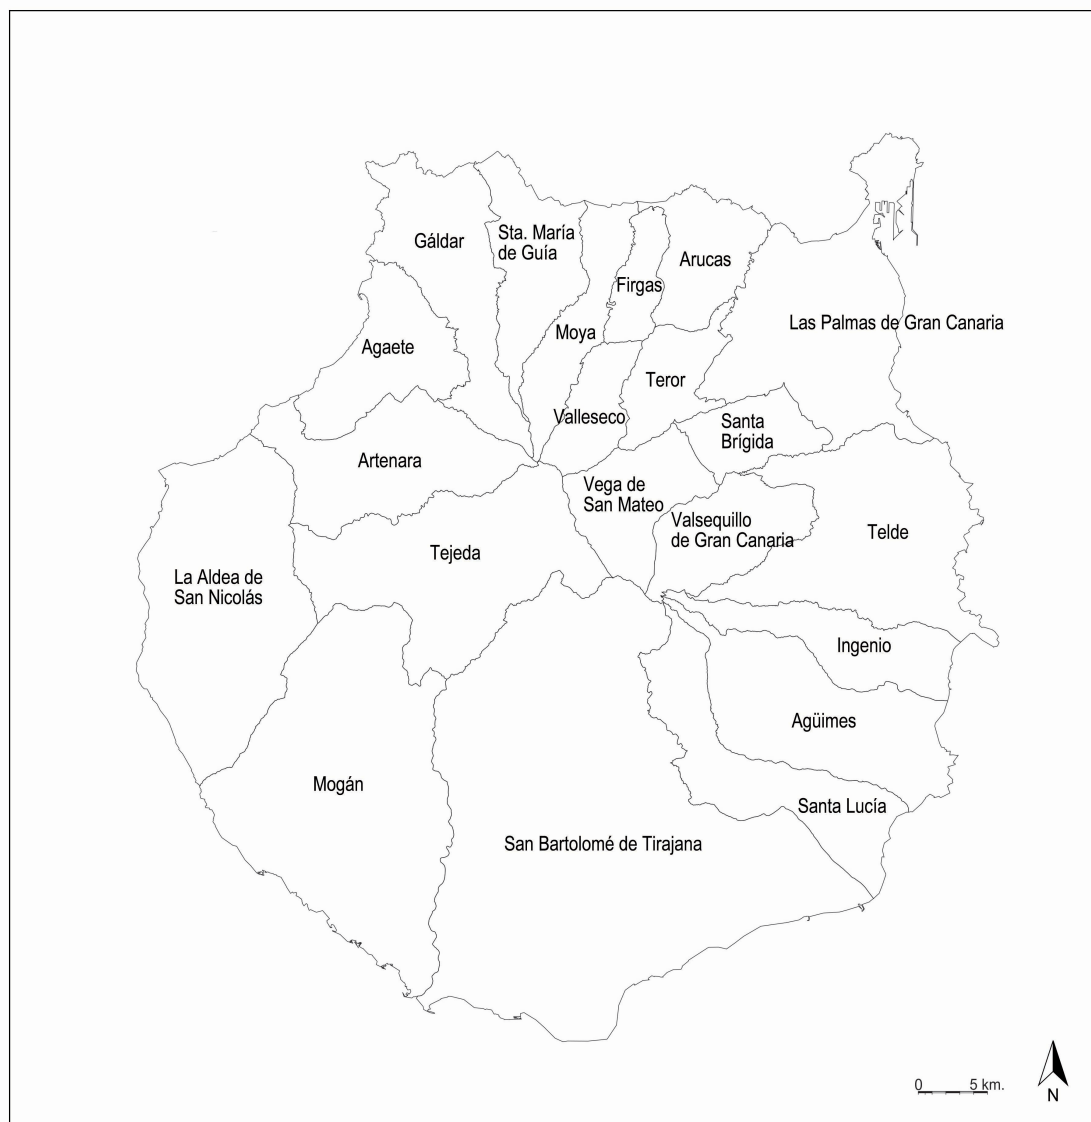 Sta. María
de Guía
Gáldar
Arucas
Firgas
Las Palmas de Gran Canaria
Moya
Agaete
Teror
Valleseco
Santa
Brígida
Artenara
Vega de
San Mateo
Valsequillo
de Gran Canaria
Telde
Tejeda
La Aldea de
San Nicolás
Ingenio
Agüimes
Mogán
Santa Lucía
San Bartolomé de Tirajana
0 5 km.
N